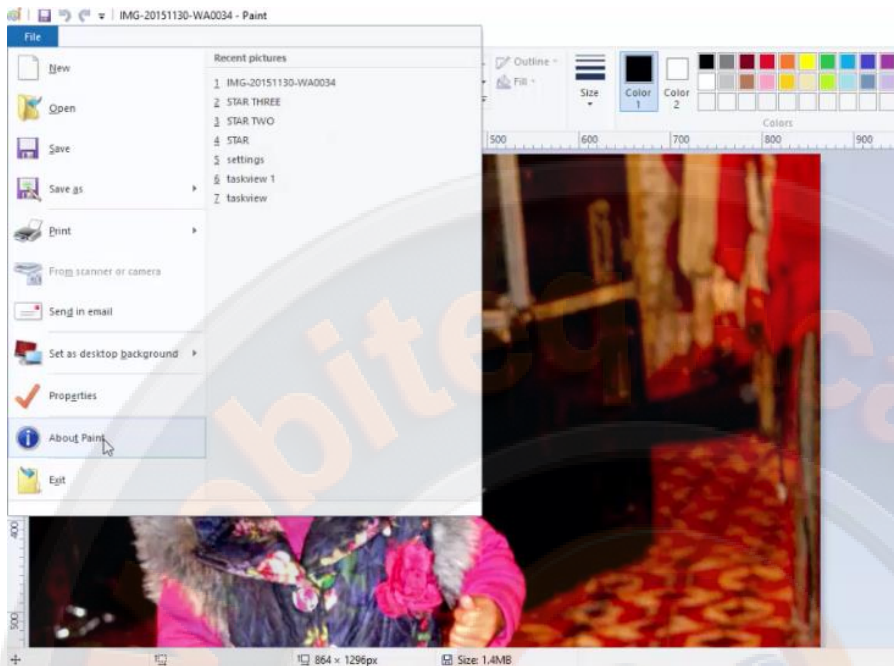 IMG-20151130-WA0034 - Paint
File
Recent pictures
New
Open
Save
Save as
Print
From scanner or camera
Send in email
Set as desktop background
Properties
About Paint
Exit
1 IMG-20151130-WA0034
2 STAR THREE
3 STAR TWO
4 STAR
5 settings
6 taskview 1
7 taskview
Outline
Fill
Size
Color 1
Color 2
Colors
500 600 700 800 900
400
500
864 × 1296px
Size: 1.4MB